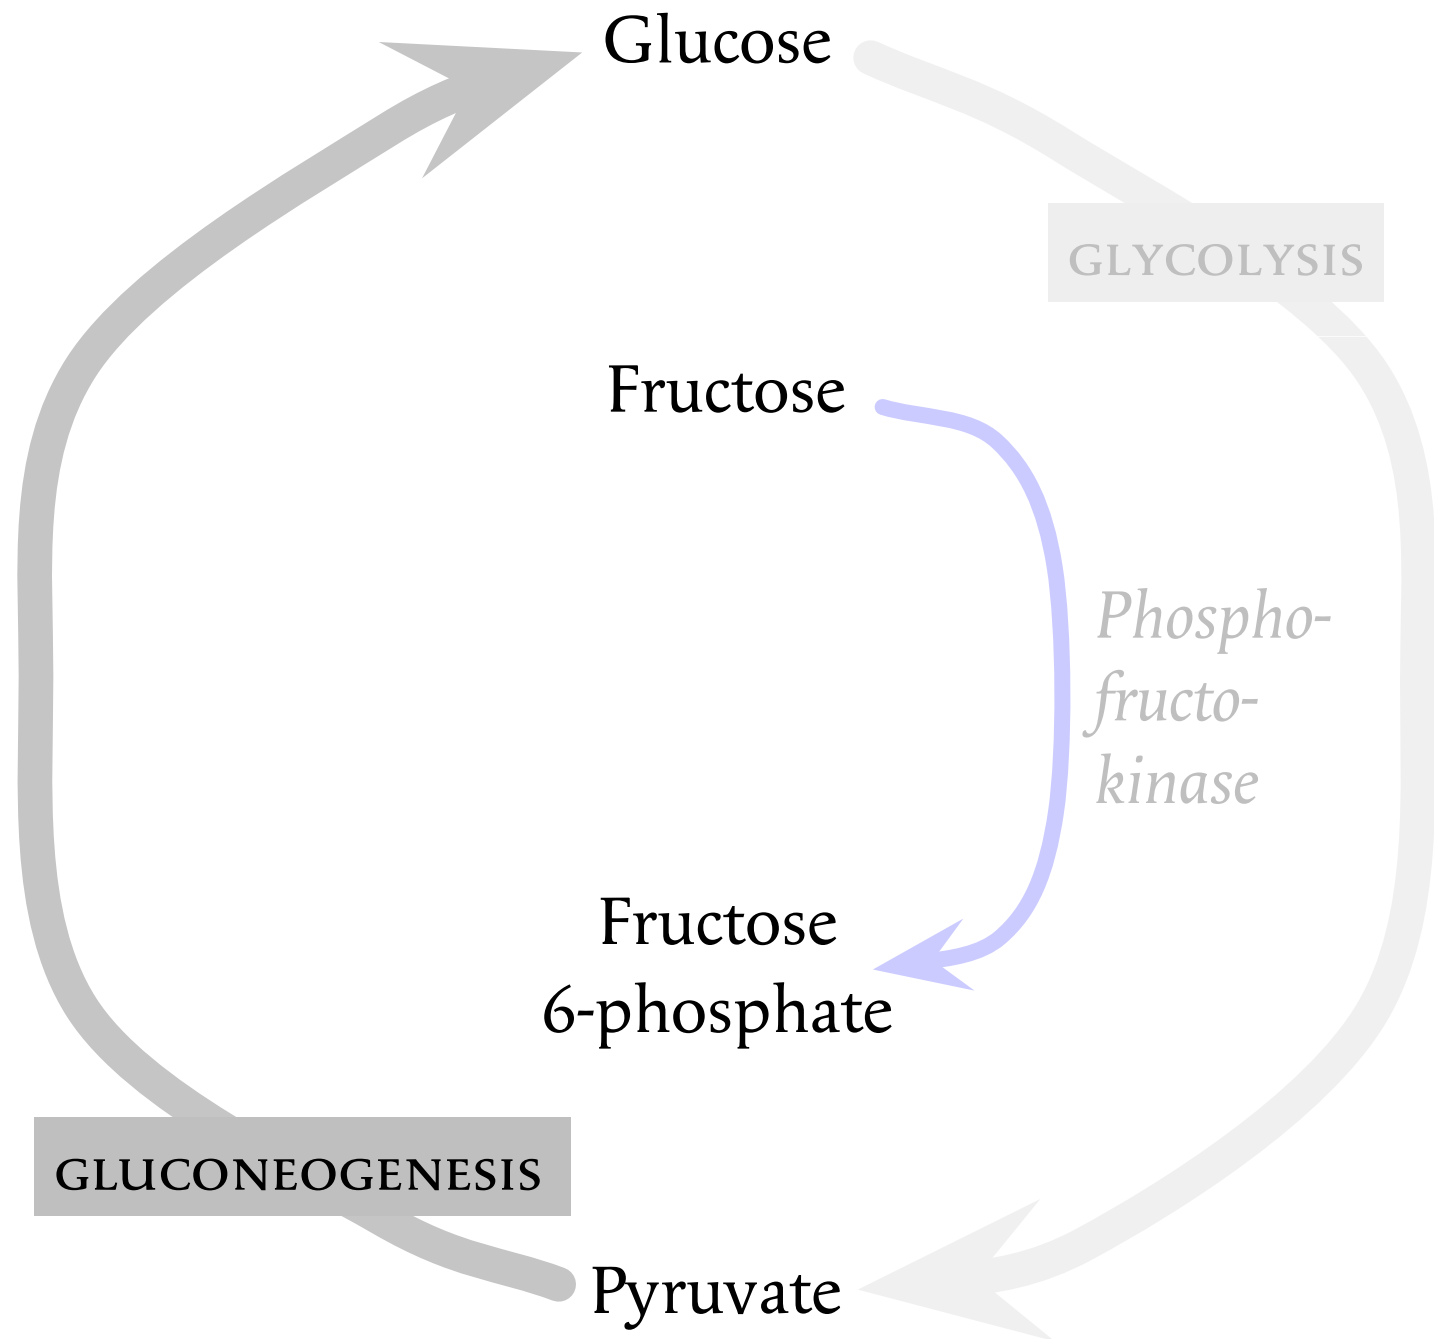 Glucose
GLYCOLYSIS
Fructose
Phospho-
fructo-
kinase
Fructose
6-phosphate
GLUCONEOGENESIS
Pyruvate